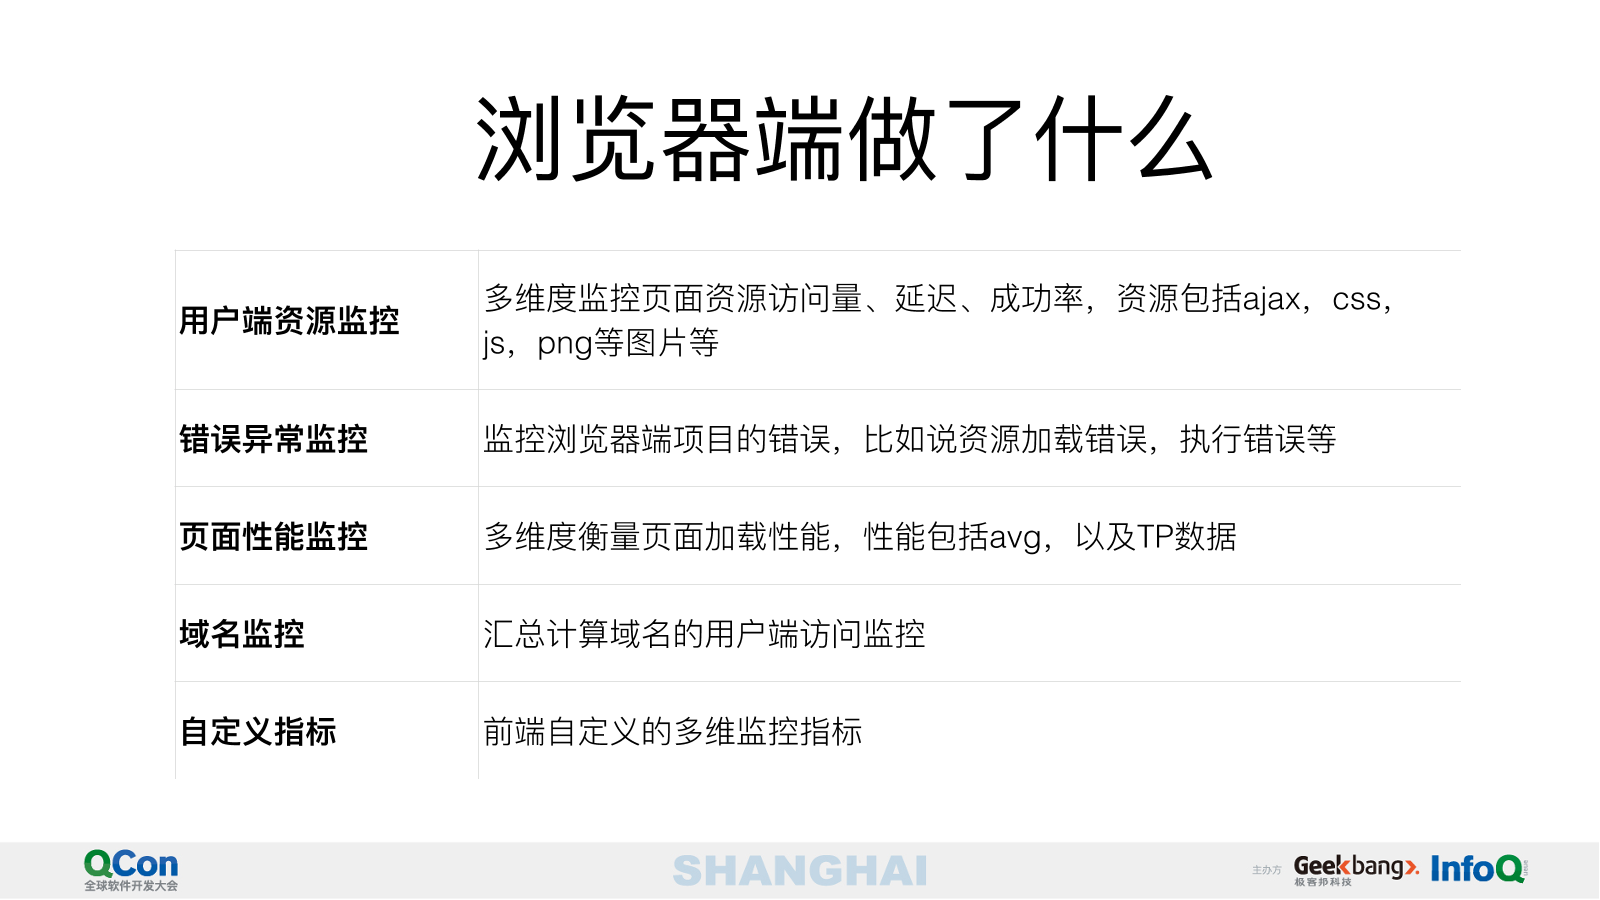 浏览器端做了什么
用户端资源监控
多维度监控页面资源访问量、延迟、成功率，资源包括ajax，css，
js，png等图片等
错误异常监控
监控浏览器端项目的错误，比如说资源加载错误，执行错误等
页面性能监控
多维度衡量页面加载性能，性能包括avg，以及TP数据
域名监控
汇总计算域名的用户端访问监控
自定义指标
前端自定义的多维监控指标
QCon
全球软件开发大会
SHANGHAI
主办方
Geekbang
极客邦科技
InfoQ